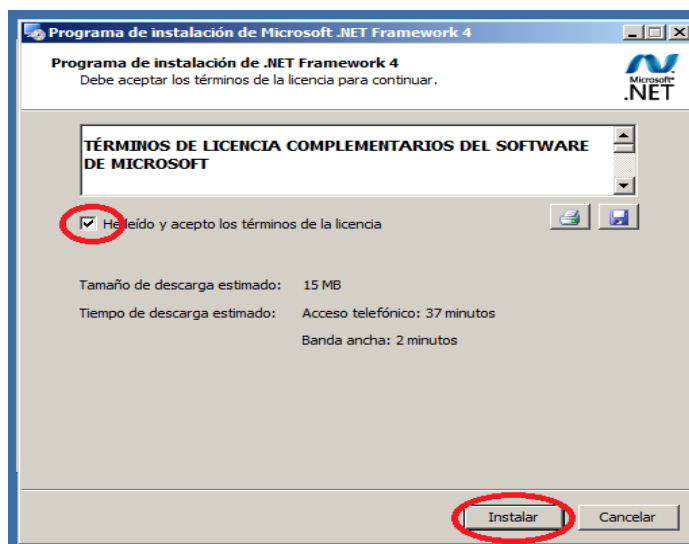 Programa de instalación de Microsoft .NET Framework 4
Programa de instalación de .NET Framework 4
Debe aceptar los términos de la licencia para continuar.
Microsoft
.NET
TÉRMINOS DE LICENCIA COMPLEMENTARIOS DEL SOFTWARE
DE MICROSOFT
He leído y acepto los términos de la licencia
Tamaño de descarga estimado: 15 MB
Tiempo de descarga estimado: Acceso telefónico: 37 minutos
Banda ancha: 2 minutos
Instalar Cancelar